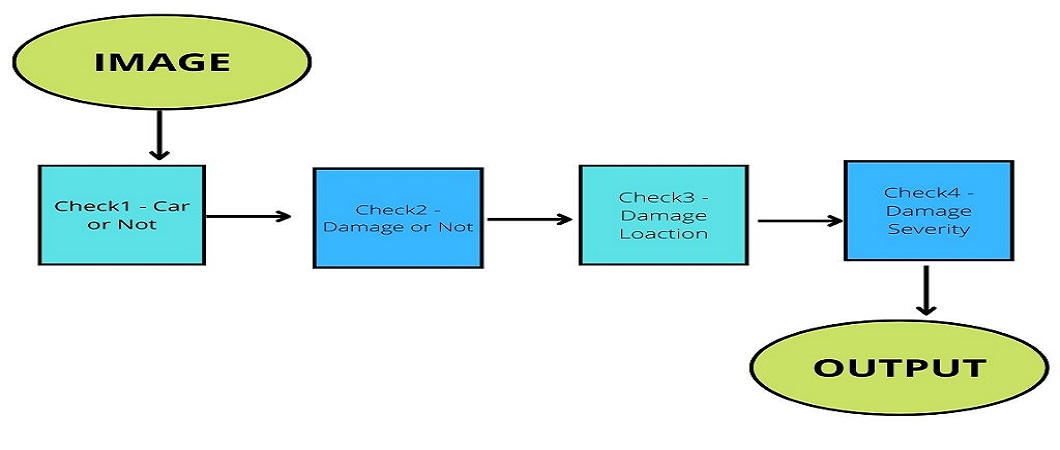 IMAGE
Check1 - Car
or Not
Check2 -
Damage or Not
Check3 -
Damage
Loaction
Check4 -
Damage
Severity
OUTPUT